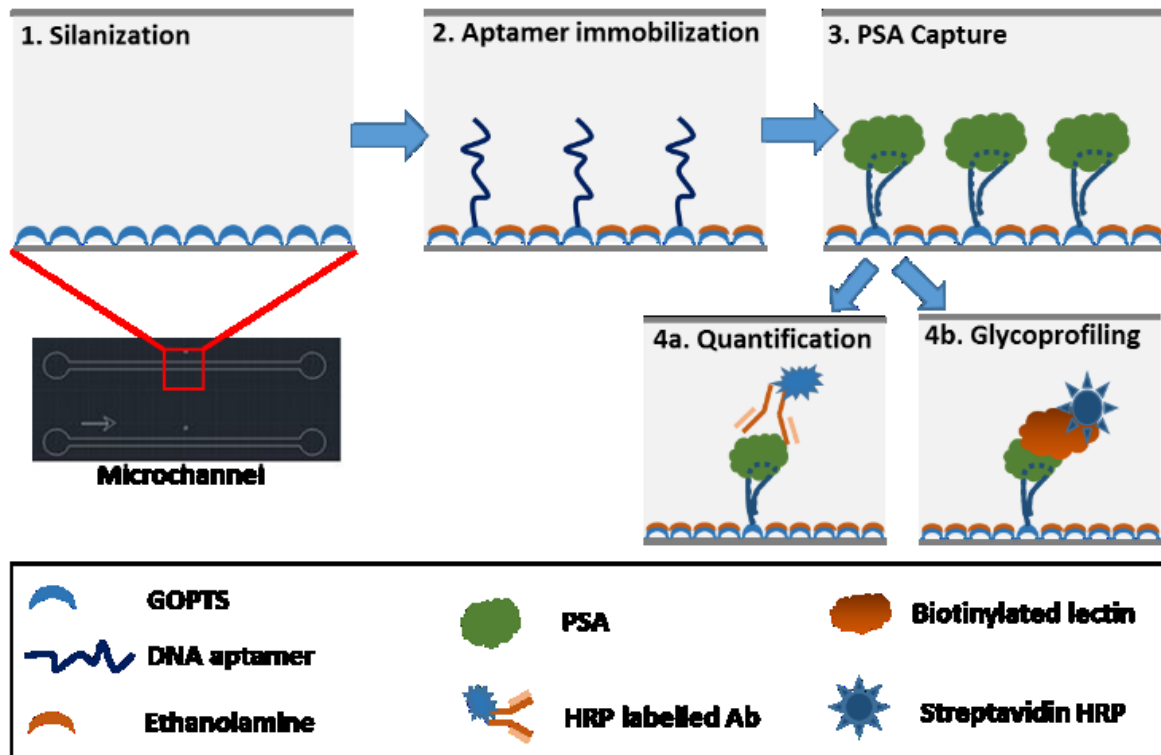 1. Silanization
2. Aptamer immobilization
3. PSA Capture
4a. Quantification
4b. Glycoprofiling
Microchannel
GOPTS
PSA
Biotinylated lectin
DNA aptamer
HRP labelled Ab
Streptavidin HRP
Ethanolamine